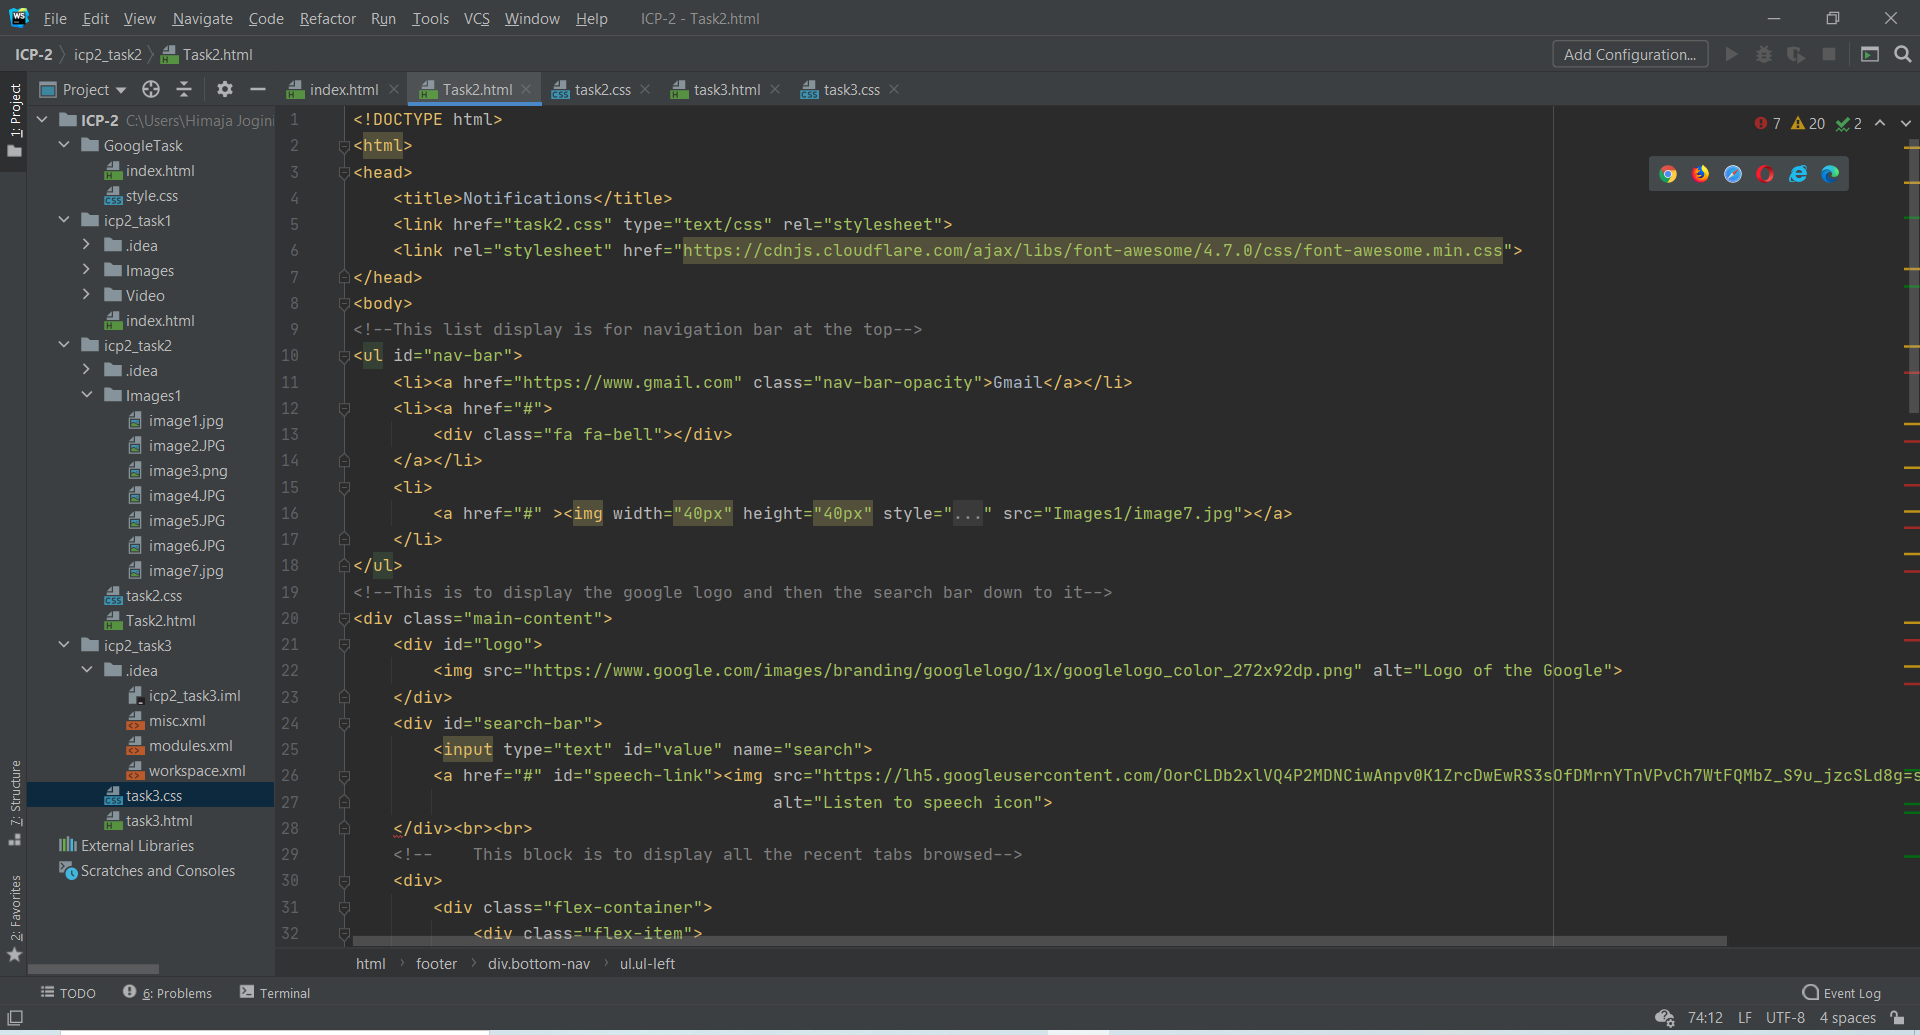 WS File Edit View Navigate Code Refactor Run Tools VCS Window Help ICP-2 - Task2.html
ICP-2 icp2_task2 Task2.html Add Configuration...
Project index.html Task2.html task2.css task3.html task3.css
1: Project
7: Structure
2: Favorites
ICP-2 C:\Users\Himaja Jogini
GoogleTask
index.html
style.css
icp2_task1
.idea
Images
Video
index.html
icp2_task2
.idea
Images1
image1.jpg
image2.JPG
image3.png
image4.JPG
image5.JPG
image6.JPG
image7.jpg
task2.css
Task2.html
icp2_task3
.idea
icp2_task3.iml
misc.xml
modules.xml
workspace.xml
task3.css
task3.html
External Libraries
Scratches and Consoles
7 20 2
1 <!DOCTYPE html>
2 <html>
3 <head>
4 <title>Notifications</title>
5 <link href="task2.css" type="text/css" rel="stylesheet">
6 <link rel="stylesheet" href="https://cdnjs.cloudflare.com/ajax/libs/font-awesome/4.7.0/css/font-awesome.min.css">
7 </head>
8 <body>
9 <!--This list display is for navigation bar at the top-->
10 <ul id="nav-bar">
11 <li><a href="https://www.gmail.com" class="nav-bar-opacity">Gmail</a></li>
12 <li><a href="#">
13 <div class="fa fa-bell"></div>
14 </a></li>
15 <li>
16 <a href="#" ><img width="40px" height="40px" style="..." src="Images1/image7.jpg"></a>
17 </li>
18 </ul>
19 <!--This is to display the google logo and then the search bar down to it-->
20 <div class="main-content">
21 <div id="logo">
22 <img src="https://www.google.com/images/branding/googlelogo/1x/googlelogo_color_272x92dp.png" alt="Logo of the Google">
23 </div>
24 <div id="search-bar">
25 <input type="text" id="value" name="search">
26 <a href="#" id="speech-link"><img src="https://lh5.googleusercontent.com/OorCLDb2xlVQ4P2MDNCiwAnpv0K1ZrcDwEwRS3sOfDMrnYTnVPvCh7WtFQMbZ_S9u_jzcSLd8g=s
27 alt="Listen to speech icon">
28 </div><br><br>
29 <!-- This block is to display all the recent tabs browsed-->
30 <div>
31 <div class="flex-container">
32 <div class="flex-item">
html footer div.bottom-nav ul.ul-left
TODO 6: Problems Terminal Event Log
74:12 LF UTF-8 4 spaces